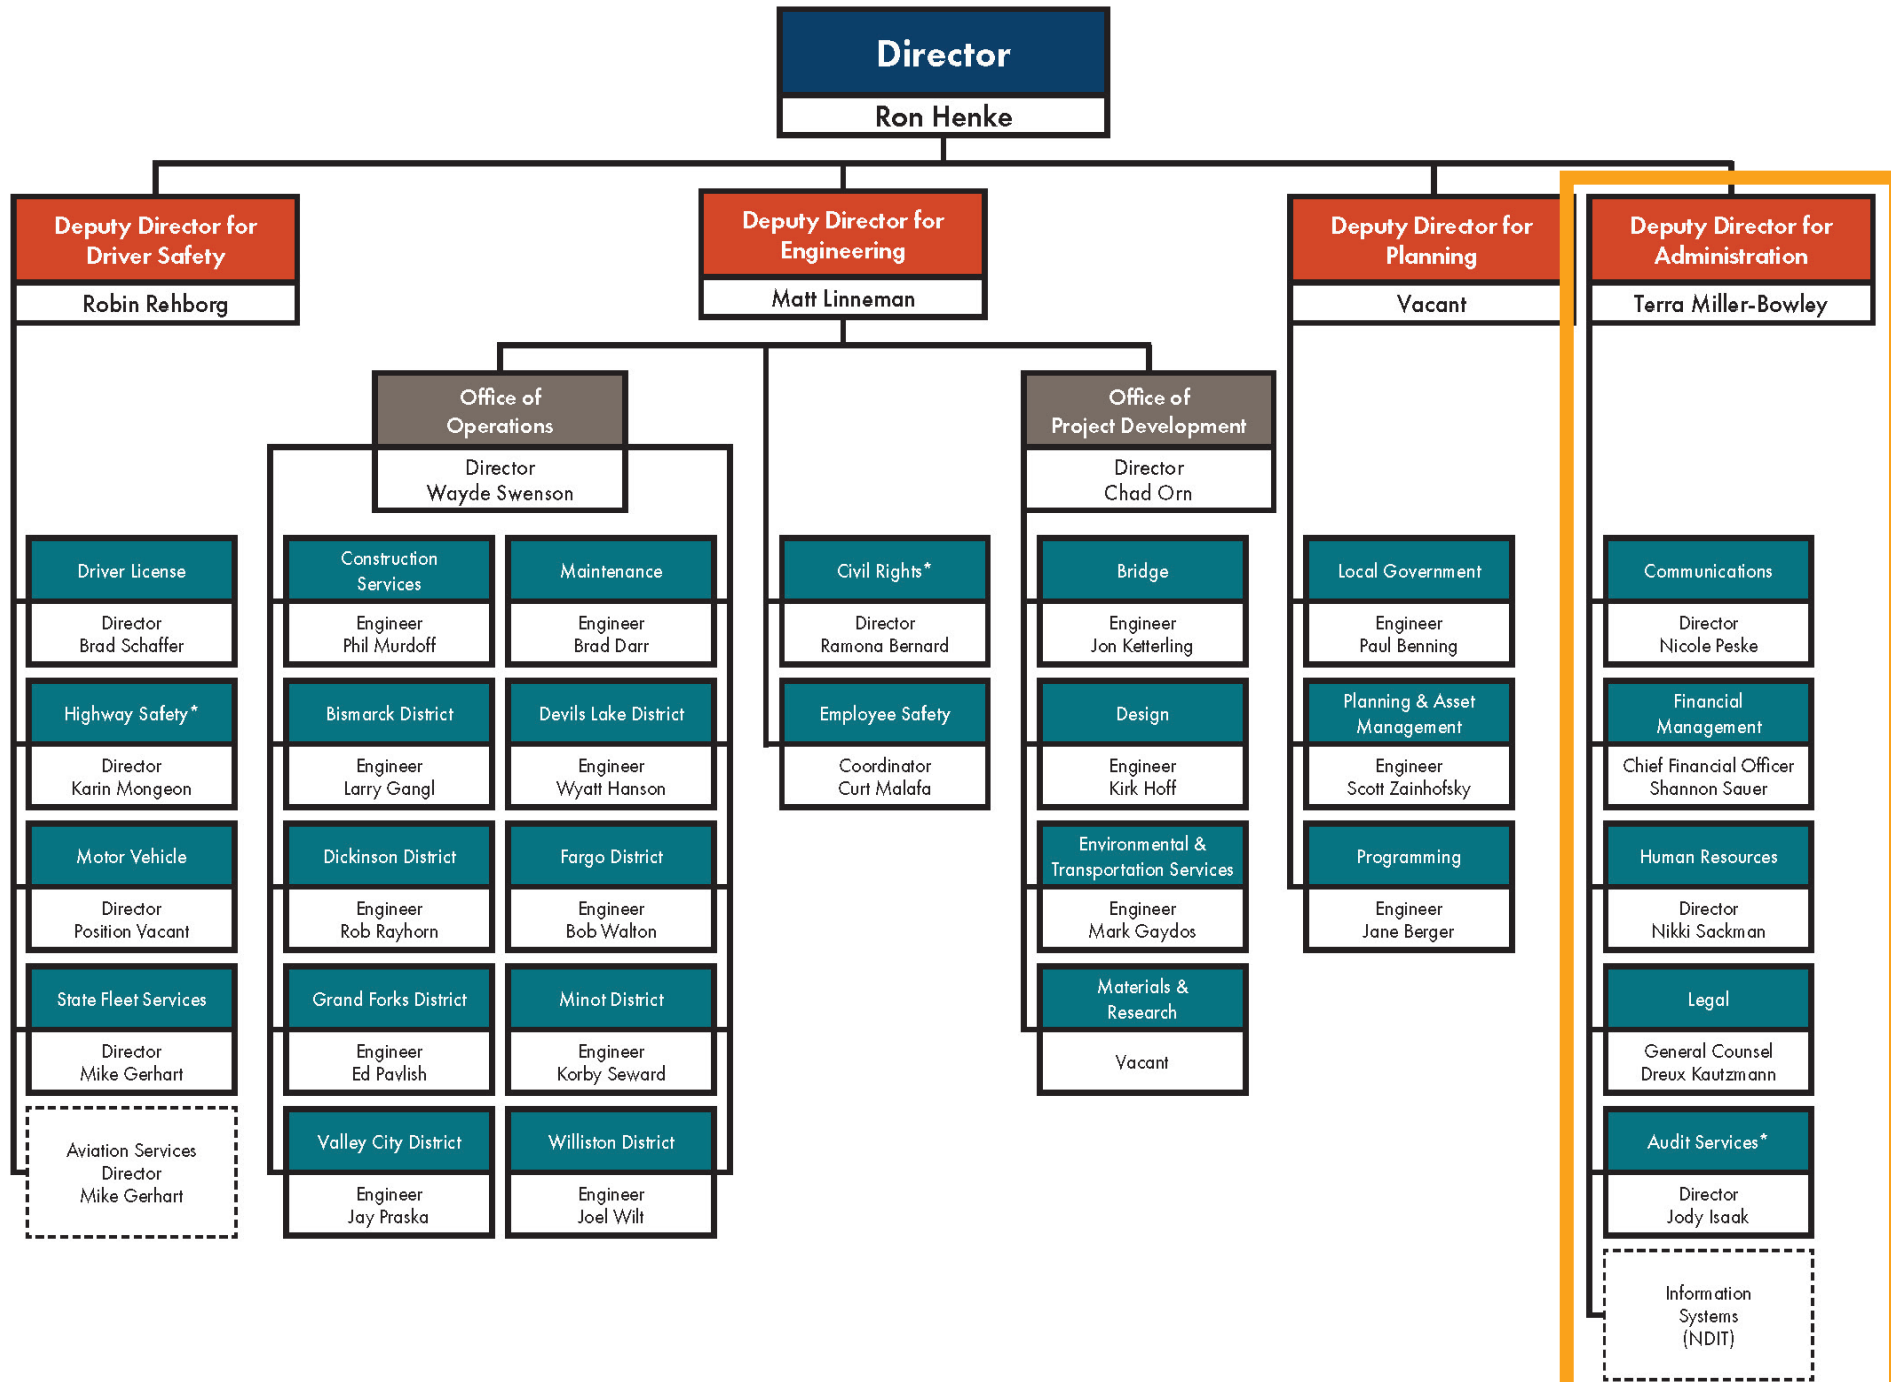 Director
Ron Henke
Deputy Director for
Driver Safety
Robin Rehborg
Deputy Director for
Engineering
Matt Linneman
Deputy Director for
Planning
Vacant
Deputy Director for
Administration
Terra Miller-Bowley
Office of
Operations
Director
Wayde Swenson
Office of
Project Development
Director
Chad Orn
Driver License
Director
Brad Schaffer
Highway Safety*
Director
Karin Mongeon
Motor Vehicle
Director
Position Vacant
State Fleet Services
Director
Mike Gerhart
Aviation Services
Director
Mike Gerhart
Construction
Services
Engineer
Phil Murdoff
Maintenance
Engineer
Brad Darr
Bismarck District
Engineer
Larry Gangl
Devils Lake District
Engineer
Wyatt Hanson
Dickinson District
Engineer
Rob Rayhorn
Fargo District
Engineer
Bob Walton
Grand Forks District
Engineer
Ed Pavlish
Minot District
Engineer
Korby Seward
Valley City District
Engineer
Jay Praska
Williston District
Engineer
Joel Wilt
Civil Rights*
Director
Ramona Bernard
Employee Safety
Coordinator
Curt Malafa
Bridge
Engineer
Jon Ketterling
Design
Engineer
Kirk Hoff
Environmental &
Transportation Services
Engineer
Mark Gaydos
Materials &
Research
Vacant
Local Government
Engineer
Paul Benning
Planning & Asset
Management
Engineer
Scott Zainhofsky
Programming
Engineer
Jane Berger
Communications
Director
Nicole Peske
Financial
Management
Chief Financial Officer
Shannon Sauer
Human Resources
Director
Nikki Sackman
Legal
General Counsel
Dreux Kautzmann
Audit Services*
Director
Jody Isaak
Information
Systems
(NDIT)